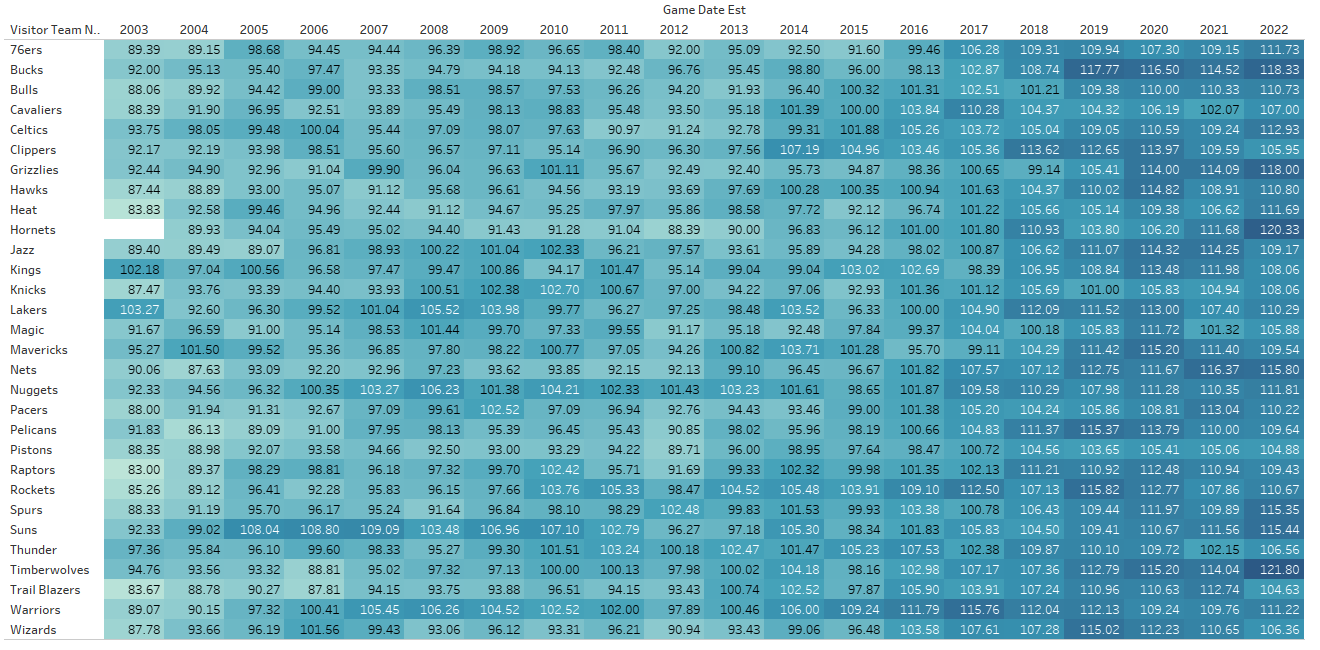 Game Date Est
Visitor Team N.. 2003 2004 2005 2006 2007 2008 2009 2010 2011 2012 2013 2014 2015 2016 2017 2018 2019 2020 2021 2022
76ers 89.39 89.15 98.68 94.45 94.44 96.39 98.92 96.65 98.40 92.00 95.09 92.50 91.60 99.46 106.28 109.31 109.94 107.30 109.15 111.73
Bucks 92.00 95.13 95.40 97.47 93.35 94.79 94.18 94.13 92.48 96.76 95.45 98.80 96.00 98.13 102.87 108.74 117.77 116.50 114.52 118.33
Bulls 88.06 89.92 94.42 99.00 93.33 98.51 98.57 97.53 96.26 94.20 91.93 96.40 100.32 101.31 102.51 101.21 109.38 110.00 110.33 110.73
Cavaliers 88.39 91.90 96.95 92.51 93.89 95.49 98.13 98.83 95.48 93.50 95.18 101.39 100.00 103.84 110.28 104.37 104.32 106.19 102.07 107.00
Celtics 93.75 98.05 99.48 100.04 95.44 97.09 98.07 97.63 90.97 91.24 92.78 99.31 101.88 105.26 103.72 105.04 109.05 110.59 109.24 112.93
Clippers 92.17 92.19 93.98 98.51 95.60 96.57 97.11 95.14 96.90 96.30 97.56 107.19 104.96 103.46 105.36 113.62 112.65 113.97 109.59 105.95
Grizzlies 92.44 94.90 92.96 91.04 99.90 96.04 96.63 101.11 95.67 92.49 92.40 95.73 94.87 98.36 100.65 99.14 105.41 114.00 114.09 118.00
Hawks 87.44 88.89 93.00 95.07 91.12 95.68 96.61 94.56 93.19 93.69 97.69 100.28 100.35 100.94 101.63 104.37 110.02 114.82 108.91 110.80
Heat 83.83 92.58 99.46 94.96 92.44 91.12 94.67 95.25 97.97 95.86 98.58 97.72 92.12 96.74 101.22 105.66 105.14 109.38 106.62 111.69
Hornets 89.93 94.04 95.49 95.02 94.40 91.43 91.28 91.04 88.39 90.00 96.83 96.12 101.00 101.80 110.93 103.80 106.20 111.68 120.33
Jazz 89.40 89.49 89.07 96.81 98.93 100.22 101.04 102.33 96.21 97.57 93.61 95.89 94.28 98.02 100.87 106.62 111.07 114.32 114.25 109.17
Kings 102.18 97.04 100.56 96.58 97.47 99.47 100.86 94.17 101.47 95.14 99.04 99.04 103.02 102.69 98.39 106.95 108.84 113.48 111.98 108.06
Knicks 87.47 93.76 93.39 94.40 93.93 100.51 102.38 102.70 100.67 97.00 94.22 97.06 92.93 101.36 101.12 105.69 101.00 105.83 104.94 108.06
Lakers 103.27 92.60 96.30 99.52 101.04 105.52 103.98 99.77 96.27 97.25 98.48 103.52 96.33 100.00 104.90 112.09 111.52 113.00 107.40 110.29
Magic 91.67 96.59 91.00 95.14 98.53 101.44 99.70 97.33 99.55 91.17 95.18 92.48 97.84 99.37 104.04 100.18 105.83 111.72 101.32 105.88
Mavericks 95.27 101.50 99.52 95.36 96.85 97.80 98.22 100.77 97.05 94.26 100.82 103.71 101.28 95.70 99.11 104.29 111.42 115.20 111.40 109.54
Nets 90.06 87.63 93.09 92.20 92.96 97.23 93.62 93.85 92.15 92.13 99.10 96.45 96.67 101.82 107.57 107.12 112.75 111.67 116.37 115.80
Nuggets 92.33 94.56 96.32 100.35 103.27 106.23 101.38 104.21 102.33 101.43 103.23 101.61 98.65 101.87 109.58 110.29 107.98 111.28 110.35 111.81
Pacers 88.00 91.94 91.31 92.67 97.09 99.61 102.52 97.09 96.94 92.76 94.43 93.46 99.00 101.38 105.20 104.24 105.86 108.81 113.04 110.22
Pelicans 91.83 86.13 89.09 91.00 97.95 98.13 95.39 96.45 95.43 90.85 98.02 95.96 98.19 100.66 104.83 111.37 115.37 113.79 110.00 109.64
Pistons 88.35 88.98 92.07 93.58 94.66 92.50 93.00 93.29 94.22 89.71 96.00 98.95 97.64 98.47 100.72 104.56 103.65 105.41 105.06 104.88
Raptors 83.00 89.37 98.29 98.81 96.18 97.32 99.70 102.42 95.71 91.69 99.33 102.32 99.98 101.35 102.13 111.21 110.92 112.48 110.94 109.43
Rockets 85.26 89.12 96.41 92.28 95.83 96.15 97.66 103.76 105.33 98.47 104.52 105.48 103.91 109.10 112.50 107.13 115.82 112.77 107.86 110.67
Spurs 88.33 91.19 95.70 96.17 95.24 91.64 96.84 98.10 98.29 102.48 99.83 101.53 99.93 103.38 100.78 106.43 109.44 111.97 109.89 115.35
Suns 92.33 99.02 108.04 108.80 109.09 103.48 106.96 107.10 102.79 96.27 97.18 105.30 98.34 101.83 105.83 104.50 109.41 110.67 111.56 115.44
Thunder 97.36 95.84 96.10 99.60 98.33 95.27 99.30 101.51 103.24 100.18 102.47 101.47 105.23 107.53 102.38 109.87 110.10 109.72 102.15 106.56
Timberwolves 94.76 93.56 93.32 88.81 95.02 97.32 97.13 100.00 100.13 97.98 100.02 104.18 98.16 102.98 107.17 107.36 112.79 115.20 114.04 121.80
Trail Blazers 83.67 88.78 90.27 87.81 94.15 93.75 93.88 96.51 94.15 93.43 100.74 102.52 97.87 105.90 103.91 107.24 110.96 110.63 112.74 104.63
Warriors 89.07 90.15 97.32 100.41 105.45 106.26 104.52 102.52 102.00 97.89 100.46 106.00 109.24 111.79 115.76 112.04 112.13 109.24 109.76 111.22
Wizards 87.78 93.66 96.19 101.56 99.43 93.06 96.12 93.31 96.21 90.94 93.43 99.06 96.48 103.58 107.61 107.28 115.02 112.23 110.65 106.36